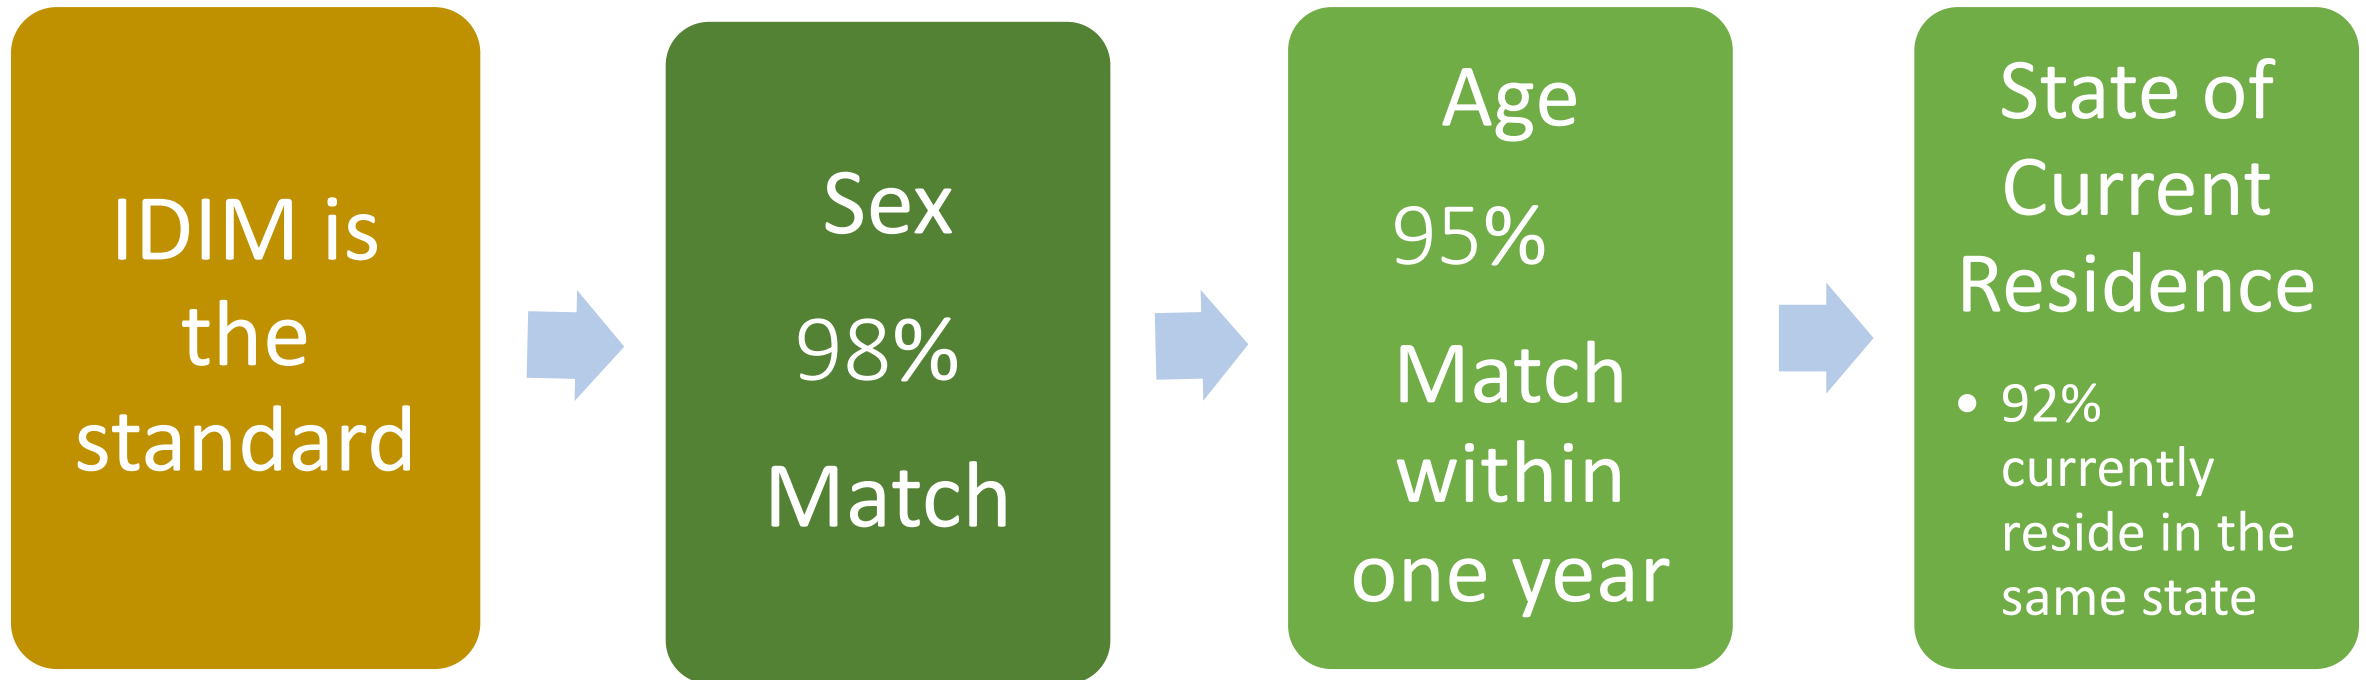 IDIM is
the
standard
Sex
98%
Match
Age
95%
Match
within
one year
State of
Current
Residence
• 92%
currently
reside in the
same state